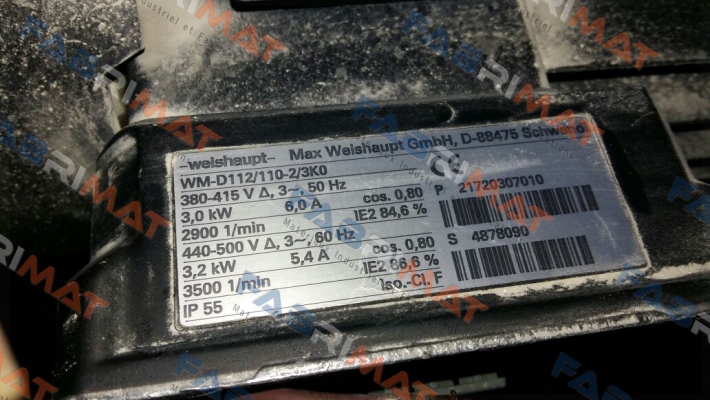 -weishaupt- Max Weishaupt GmbH, D-88475 Schwendi
WM-D112/110-2/3K0
380-415 V Δ, 3~ 50 Hz
3,0 kW 6,0 A cos. 0,80
2900 1/min IE2 84,6 %
440-500 V Δ, 3~, 60 Hz
3,2 kW 5,4 A cos. 0,80
3500 1/min IE2 86,6 %
IP 55 Iso.-Cl. F
P 21720307010
S 4878090
FABRIMAT